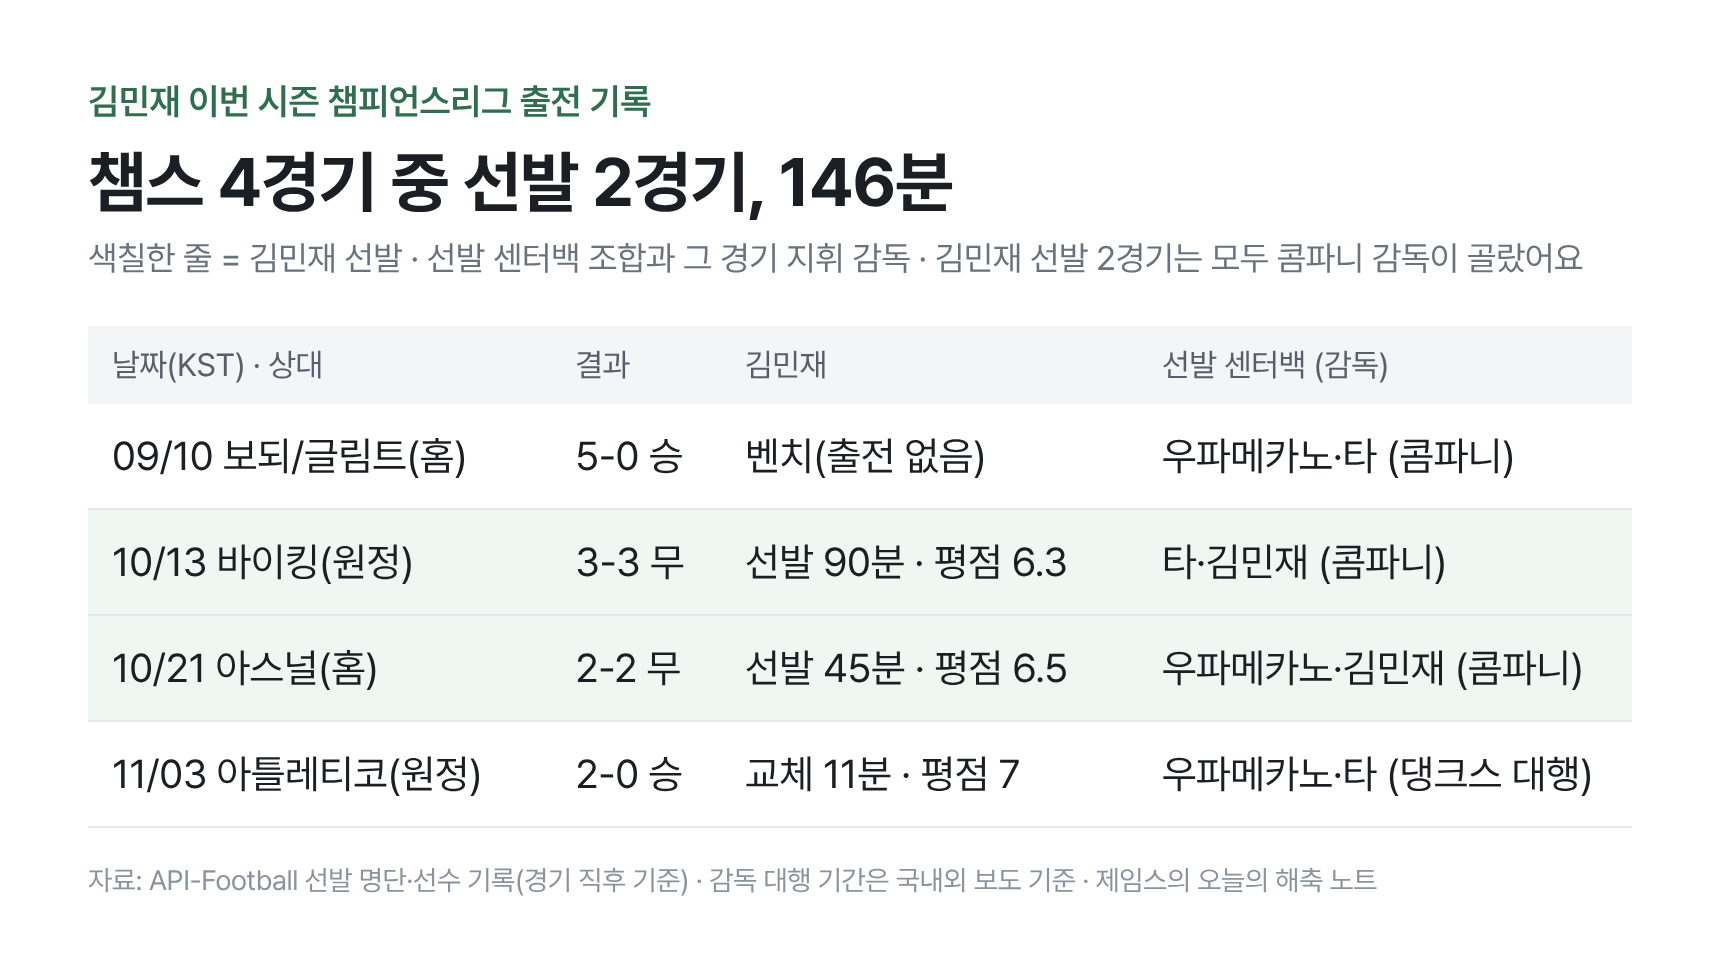 김민재 이번 시즌 챔피언스리그 출전 기록
챔스 4경기 중 선발 2경기, 146분
색칠한 줄 = 김민재 선발 · 선발 센터백 조합과 그 경기 지휘 감독 · 김민재 선발 2경기는 모두 콤파니 감독이 골랐어요
날짜(KST) · 상대 결과 김민재 선발 센터백 (감독)
09/10 보되/글림트(홈) 5-0 승 벤치(출전 없음) 우파메카노·타 (콤파니)
10/13 바이킹(원정) 3-3 무 선발 90분 · 평점 6.3 타·김민재 (콤파니)
10/21 아스널(홈) 2-2 무 선발 45분 · 평점 6.5 우파메카노·김민재 (콤파니)
11/03 아틀레티코(원정) 2-0 승 교체 11분 · 평점 7 우파메카노·타 (댕크스 대행)
자료: API-Football 선발 명단·선수 기록(경기 직후 기준) · 감독 대행 기간은 국내외 보도 기준 · 제임스의 오늘의 해축 노트